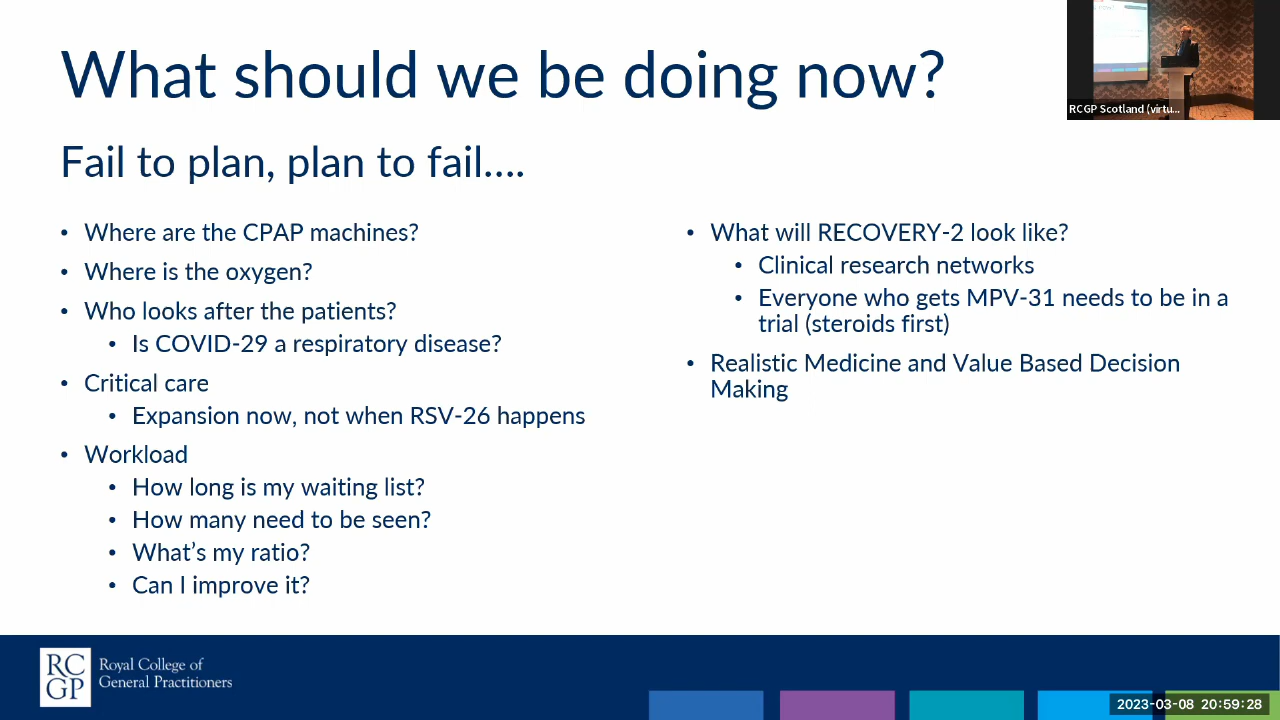 What should we be doing now?
Fail to plan, plan to fail....
• Where are the CPAP machines?
• Where is the oxygen?
• Who looks after the patients?
• Is COVID-29 a respiratory disease?
• Critical care
• Expansion now, not when RSV-26 happens
• Workload
• How long is my waiting list?
• How many need to be seen?
• What's my ratio?
• Can I improve it?
• What will RECOVERY-2 look like?
• Clinical research networks
• Everyone who gets MPV-31 needs to be in a
trial (steroids first)
• Realistic Medicine and Value Based Decision
Making
RCGP Scotland (virtu...
RC
GP
Royal College of
General Practitioners
2023-03-08 20:59:28